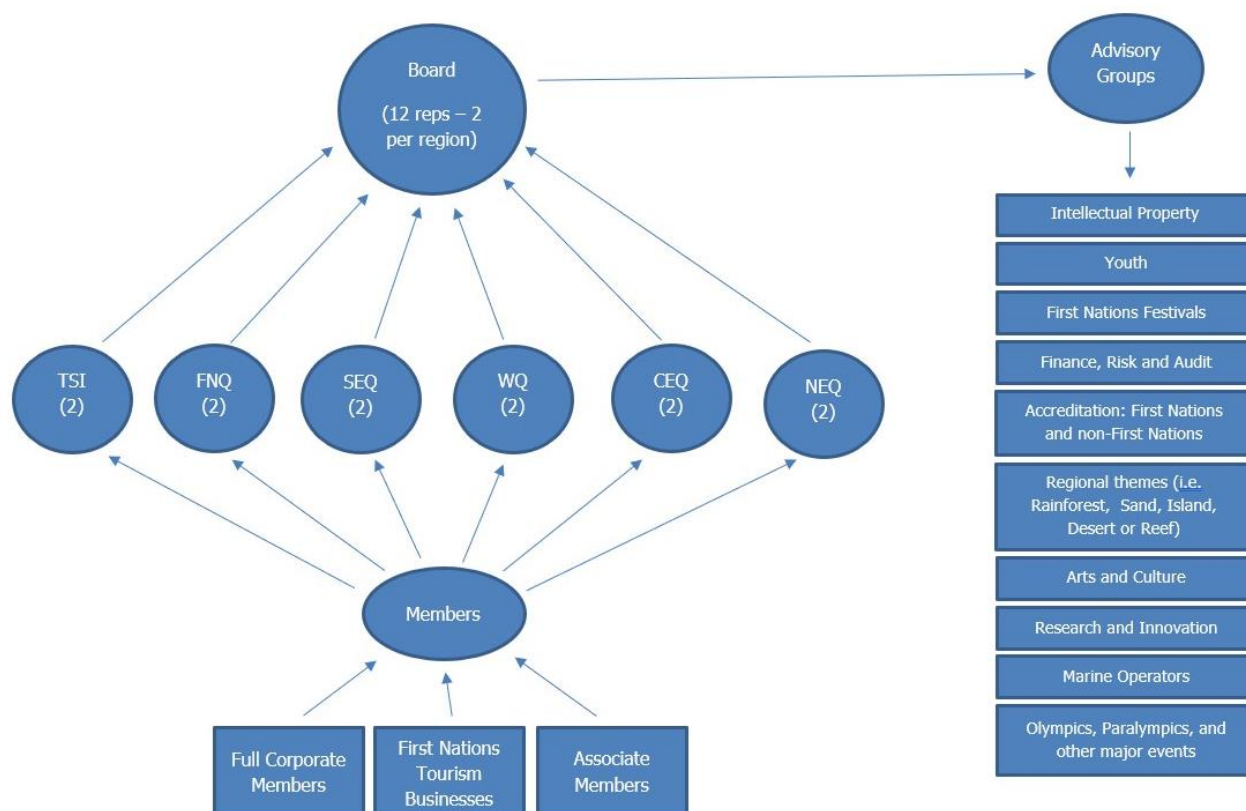 Board
(12 reps – 2
per region)
Advisory
Groups
TSI
(2)
FNQ
(2)
SEQ
(2)
WQ
(2)
CEQ
(2)
NEQ
(2)
Members
Full Corporate
Members
First Nations
Tourism
Businesses
Associate
Members
Intellectual Property
Youth
First Nations Festivals
Finance, Risk and Audit
Accreditation: First Nations
and non-First Nations
Regional themes (i.e.
Rainforest, Sand, Island,
Desert or Reef)
Arts and Culture
Research and Innovation
Marine Operators
Olympics, Paralympics, and
other major events